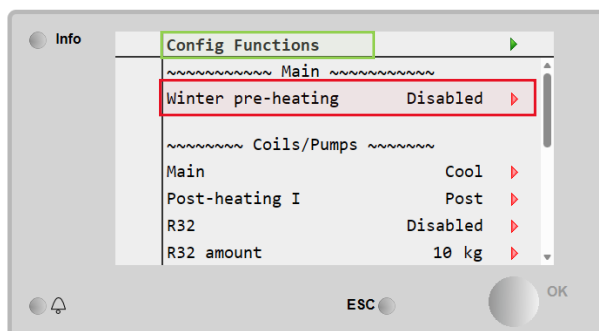 Info
Config Functions
~~~~~~~~~~~ Main ~~~~~~~~~~~
Winter pre-heating Disabled
~~~~~~~~ Coils/Pumps ~~~~~~~
Main Cool
Post-heating I Post
R32 Disabled
R32 amount 10 kg
ESC
OK